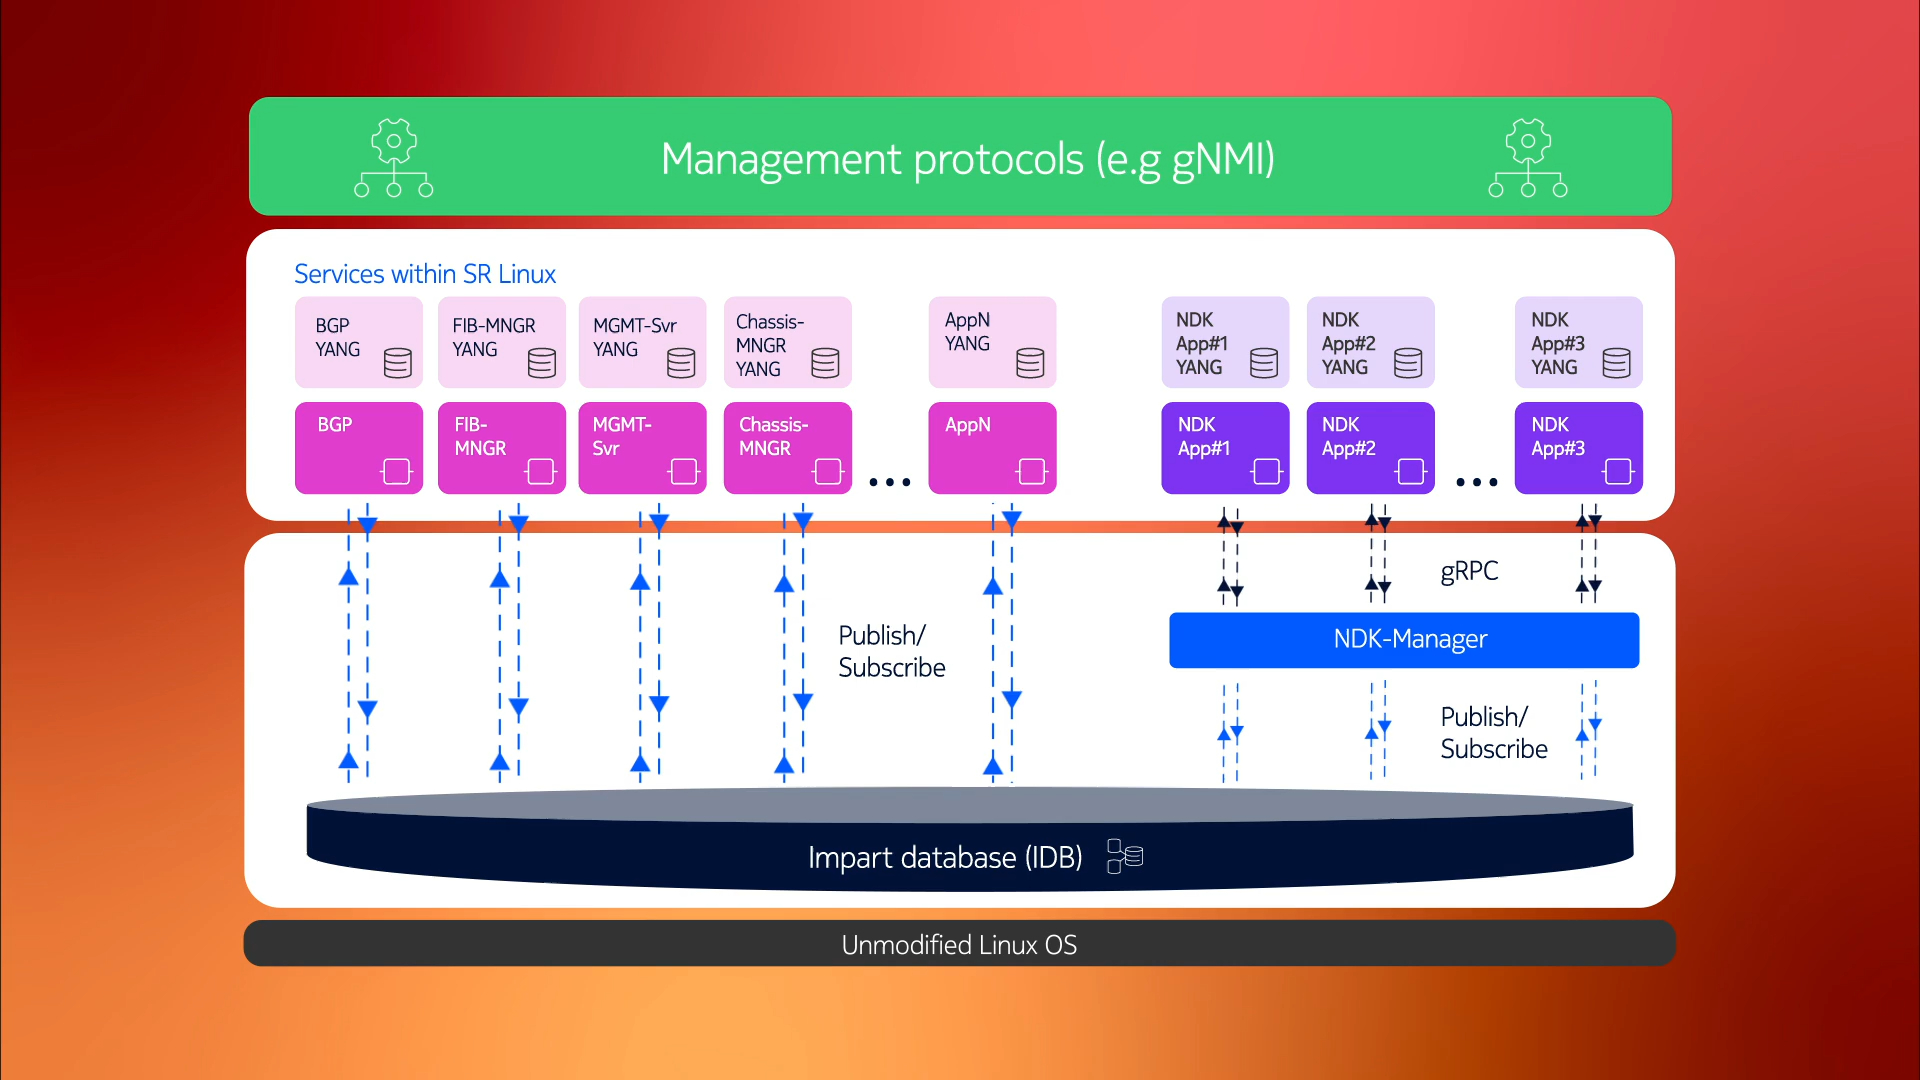 Management protocols (e.g gNMI)
Services within SR Linux
BGP
YANG
FIB-MNGR
YANG
MGMT-Svr
YANG
Chassis-
MNGR
YANG
AppN
YANG
NDK
App#1
YANG
NDK
App#2
YANG
NDK
App#3
YANG
BGP
FIB-
MNGR
MGMT-
Svr
Chassis-
MNGR
...
AppN
NDK
App#1
NDK
App#2
...
NDK
App#3
gRPC
Publish/
Subscribe
NDK-Manager
Publish/
Subscribe
Impart database (IDB)
Unmodified Linux OS